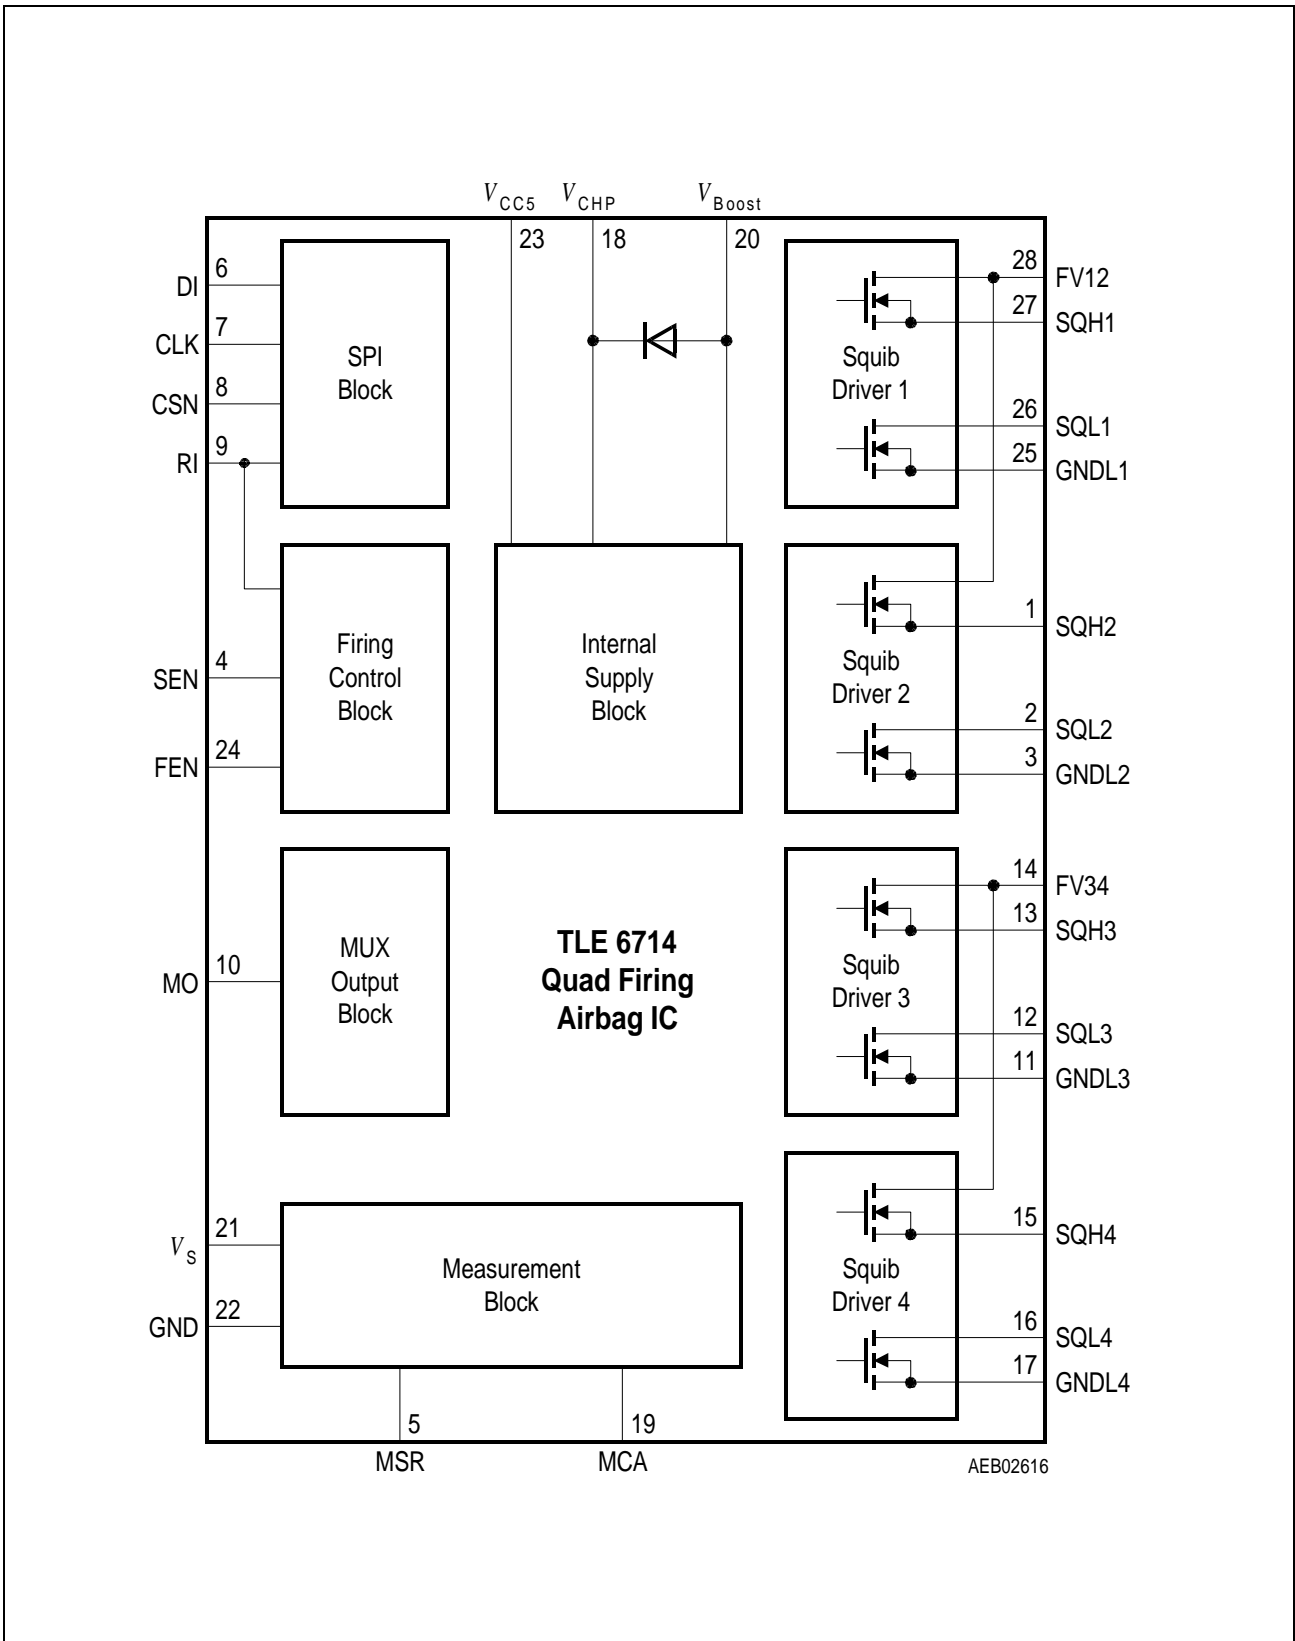 VCC5 VCHP VBoost
23 18 20
DI 6
CLK 7
CSN 8
RI 9
SPI
Block
Squib
Driver 1
28 FV12
27 SQH1
26 SQL1
25 GNDL1
SEN 4
FEN 24
Firing
Control
Block
Internal
Supply
Block
Squib
Driver 2
1 SQH2
2 SQL2
3 GNDL2
MO 10
MUX
Output
Block
TLE 6714
Quad Firing
Airbag IC
Squib
Driver 3
14 FV34
13 SQH3
12 SQL3
11 GNDL3
VS 21
GND 22
Measurement
Block
Squib
Driver 4
15 SQH4
16 SQL4
17 GNDL4
5 19
MSR MCA
AEB02616